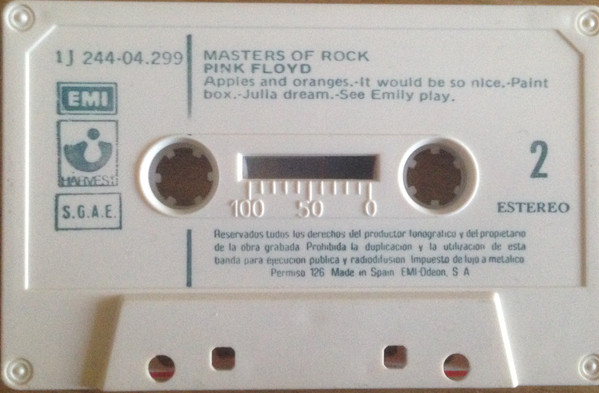 1J 244-04.299
EMI
HARVEST
S.G.A.E.
MASTERS OF ROCK
PINK FLOYD
Apples and oranges.-It would be so nice.-Paint
box.-Julia dream.-See Emily play.
100 50 0
2
ESTEREO
Reservados todos los derechos del productor fonografico y del propietario
de la obra grabada. Prohibida la duplicacion y la utilizacion de esta
banda para ejecucion publica y radiodifusion Impuesto de lujo a metalico
Permiso 126 Made in Spain EMI-Odeon, S A